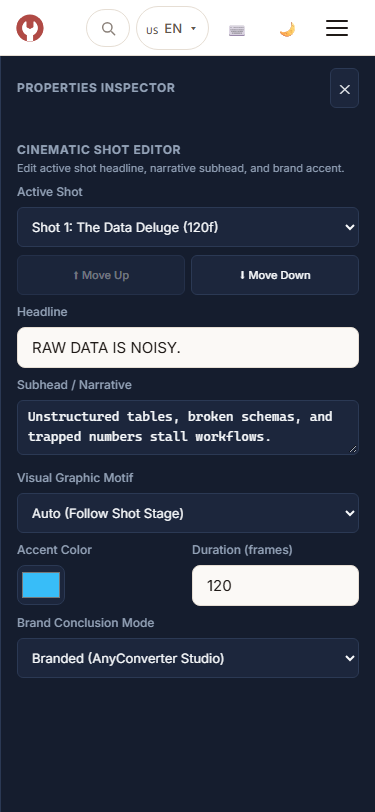 US EN
PROPERTIES INSPECTOR
CINEMATIC SHOT EDITOR
Edit active shot headline, narrative subhead, and brand accent.
Active Shot
Shot 1: The Data Deluge (120f)
⬆ Move Up
⬇ Move Down
Headline
RAW DATA IS NOISY.
Subhead / Narrative
Unstructured tables, broken schemas, and
trapped numbers stall workflows.
Visual Graphic Motif
Auto (Follow Shot Stage)
Accent Color
Duration (frames)
120
Brand Conclusion Mode
Branded (AnyConverter Studio)